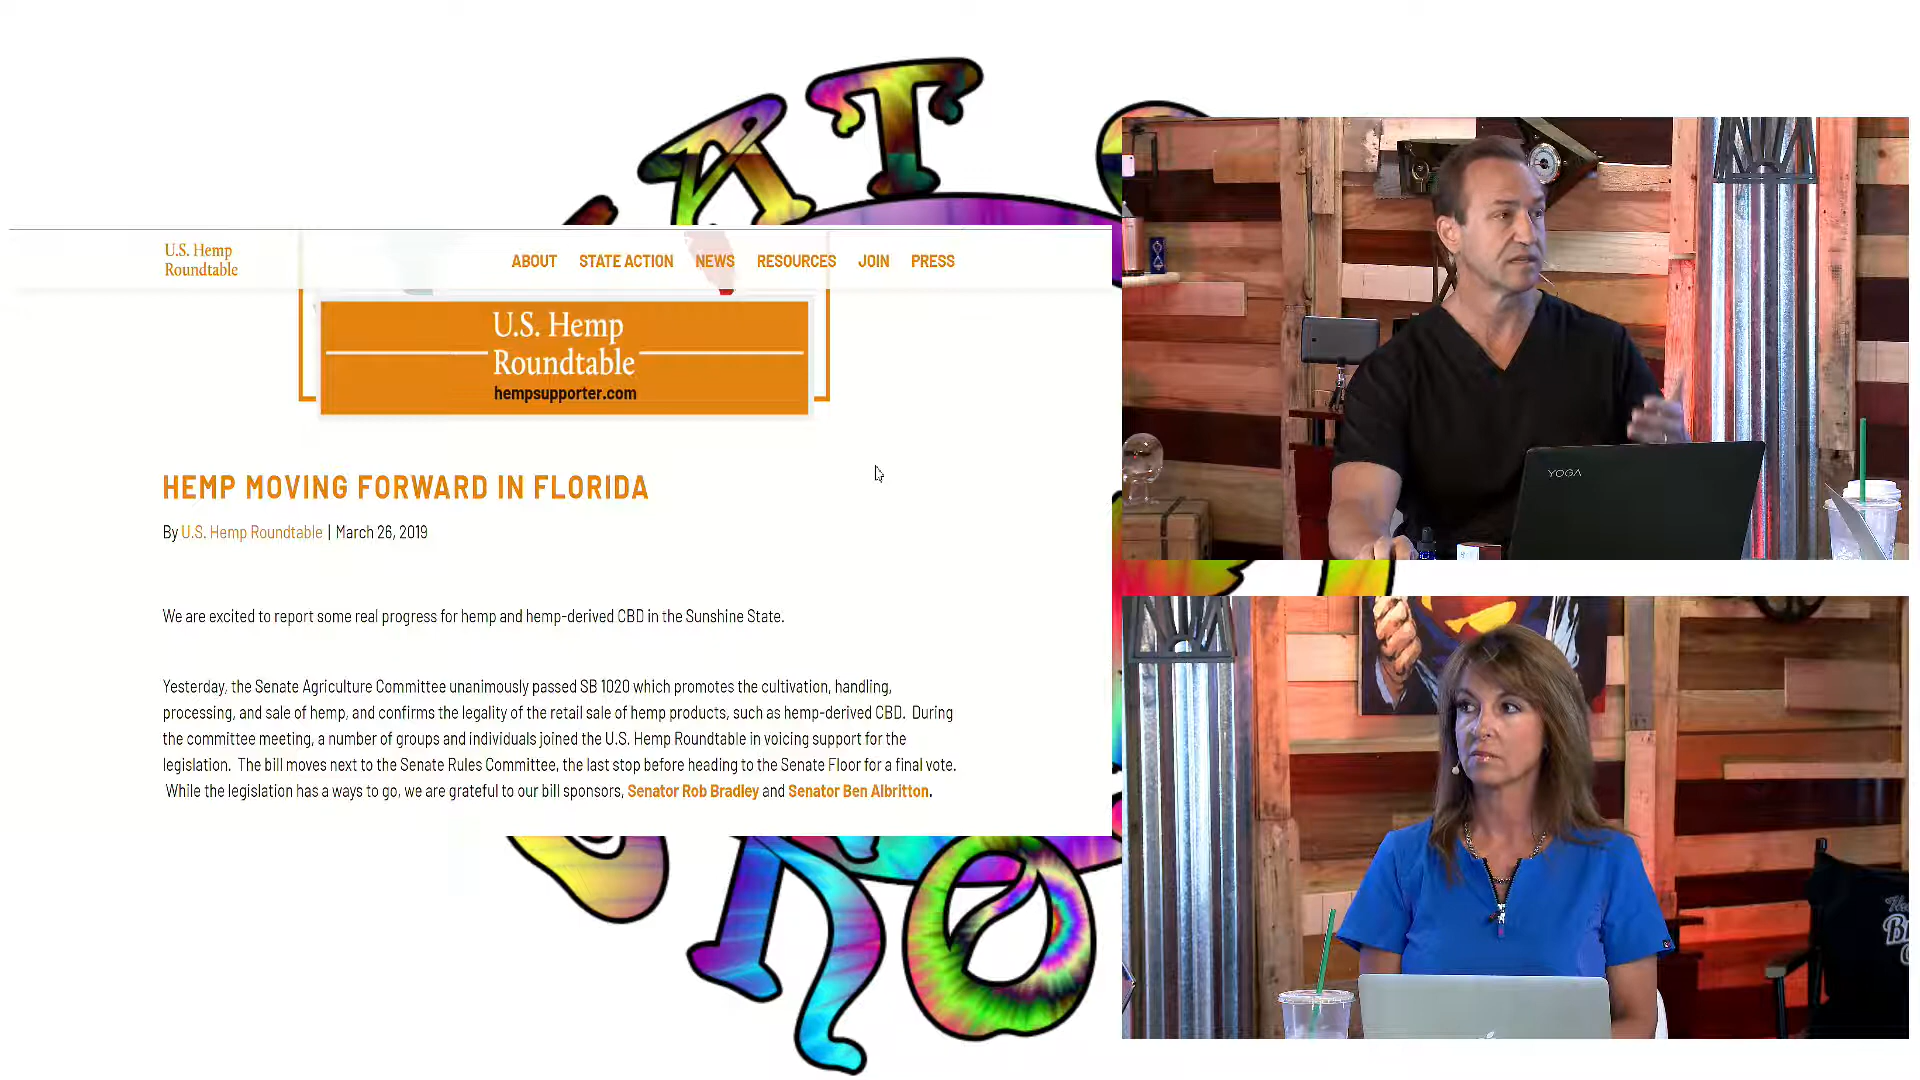 AT
U.S. Hemp
Roundtable
ABOUT STATE ACTION NEWS RESOURCES JOIN PRESS
U.S. Hemp
Roundtable
hempsupporter.com
HEMP MOVING FORWARD IN FLORIDA
By U.S. Hemp Roundtable | March 26, 2019
We are excited to report some real progress for hemp and hemp-derived CBD in the Sunshine State.
Yesterday, the Senate Agriculture Committee unanimously passed SB 1020 which promotes the cultivation, handling,
processing, and sale of hemp, and confirms the legality of the retail sale of hemp products, such as hemp-derived CBD. During
the committee meeting, a number of groups and individuals joined the U.S. Hemp Roundtable in voicing support for the
legislation. The bill moves next to the Senate Rules Committee, the last stop before heading to the Senate Floor for a final vote.
While the legislation has a ways to go, we are grateful to our bill sponsors, Senator Rob Bradley and Senator Ben Albritton.
YOGA